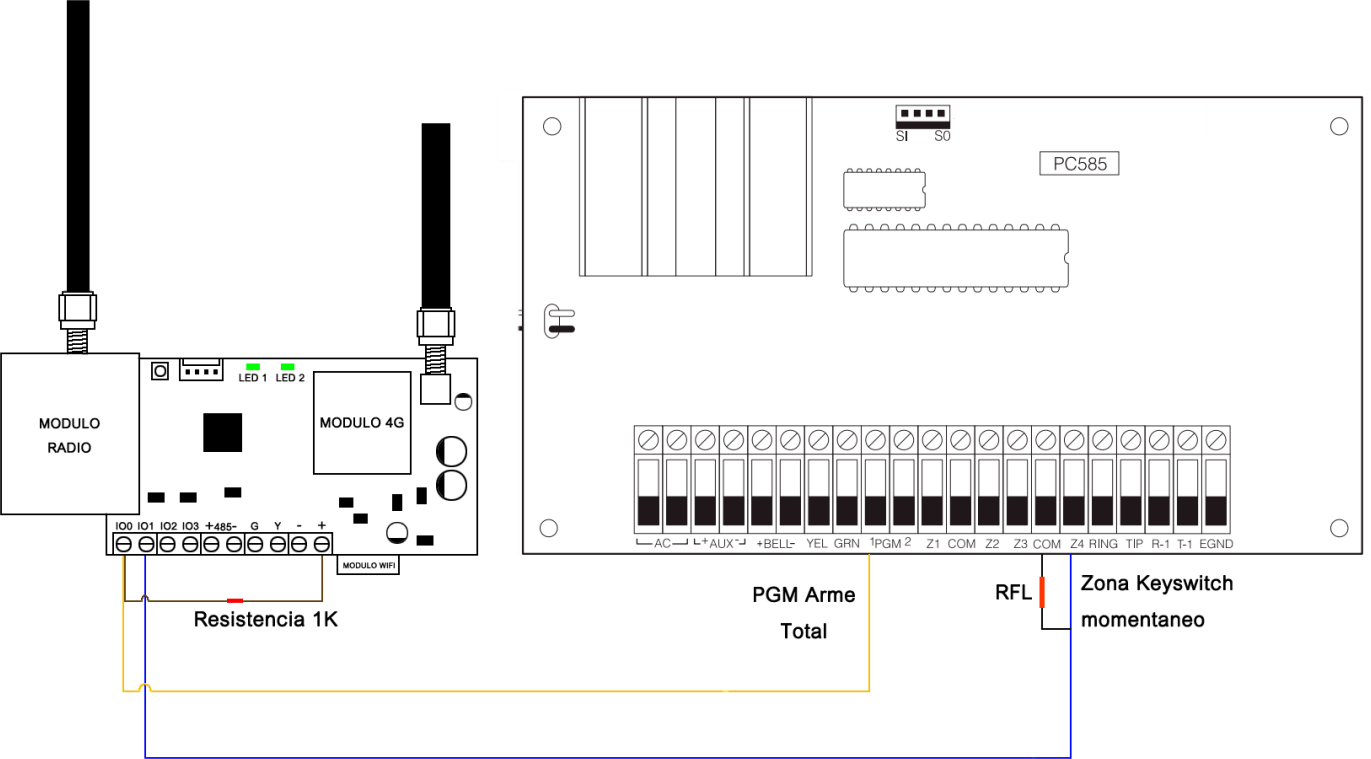 SI SO
PC585
MODULO
RADIO
LED 1 LED 2
MODULO 4G
IO0 IO1 IO2 IO3 +485- G Y - +
MODULO WIFI
AC + AUX - +BELL- YEL GRN 1PGM 2 Z1 COM Z2 Z3 COM Z4 RING TIP R-1 T-1 EGND
Resistencia 1K
PGM Arme
Total
RFL
Zona Keyswitch
momentaneo